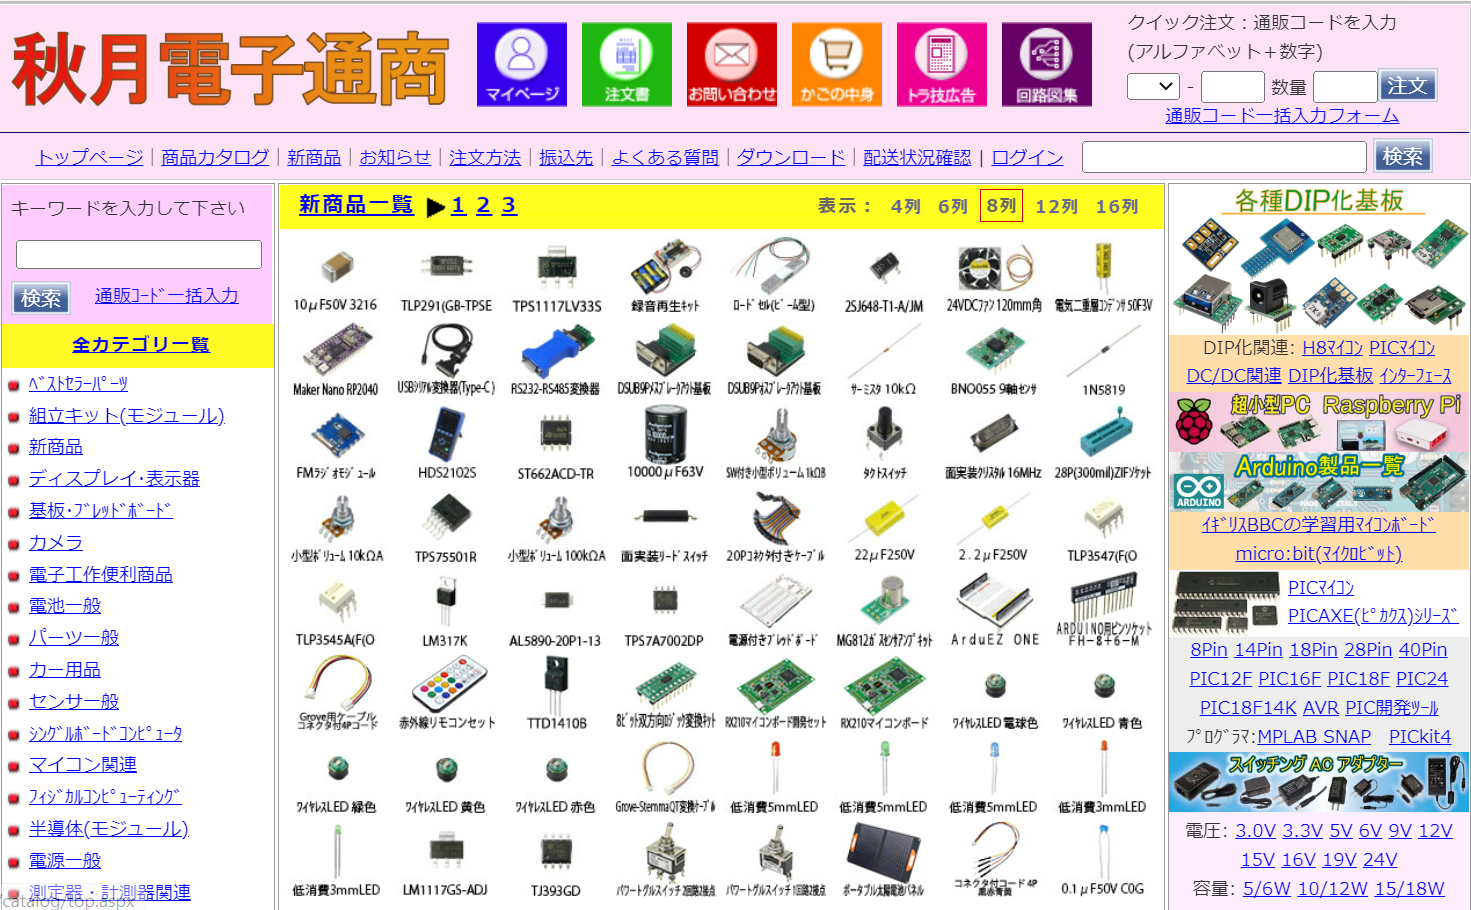 秋月電子通商
マイページ
注文書
お問い合わせ
かごの中身
トラ技広告
回路図集
クイック注文：通販コードを入力
(アルファベット＋数字)
- 数量 注文
通販コード一括入力フォーム
トップページ｜商品カタログ｜新商品｜お知らせ｜注文方法｜振込先｜よくある質問｜ダウンロード｜配送状況確認 | ログイン 検索
キーワードを入力して下さい
検索 通販ｺｰﾄﾞ一括入力
全カテゴリ一覧
ﾍﾞｽﾄｾﾗｰﾊﾟｰﾂ
組立キット(モジュール)
新商品
ディスプレイ･表示器
基板･ﾌﾞﾚｯﾄﾞﾎﾞｰﾄﾞ
カメラ
電子工作便利商品
電池一般
パーツ一般
カー用品
センサ一般
ｼﾝｸﾞﾙﾎﾞｰﾄﾞｺﾝﾋﾟｭｰﾀ
マイコン関連
ﾌｨｼﾞｶﾙｺﾝﾋﾟｭｰﾃｨﾝｸﾞ
半導体(モジュール)
電源一般
測定器・計測器関連
/catalog/top.aspx
新商品一覧 ▶1 2 3 表示： 4列 6列 8列 12列 16列
10μF50V 3216 TLP291(GB-TPSE TPS1117LV33S 録音再生キット ﾛｰﾄﾞｾﾙ(ﾋﾞｰﾑ型) 2SJ648-T1-A/JM 24VDCﾌｧﾝ 120mm角 電気二重層ｺﾝﾃﾞﾝｻ 50F3V
Maker Nano RP2040 USBｼﾘｱﾙ変換器(Type-C) RS232-RS485変換器 DSUB9Pﾒｽﾌﾞﾚｰｸｱｳﾄ基板 DSUB9Pｵｽﾌﾞﾚｰｸｱｳﾄ基板 ｻｰﾐｽﾀ 10kΩ BNO055 9軸ｾﾝｻ 1N5819
FMﾗｼﾞｵﾓｼﾞｭｰﾙ HDS2102S ST662ACD-TR 10000μF63V SW付き小型ﾎﾞﾘｭｰﾑ 1kΩB ﾀｸﾄｽｲｯﾁ 面実装ｸﾘｽﾀﾙ 16MHz 28P(300mil)ZIFｿｹｯﾄ
小型ﾎﾞﾘｭｰﾑ 10kΩA TPS75501R 小型ﾎﾞﾘｭｰﾑ 100kΩA 面実装ﾘｰﾄﾞｽｲｯﾁ 20Pｺﾈｸﾀ付きｹｰﾌﾞﾙ 22μF250V 2.2μF250V TLP3547(F(O
TLP3545A(F(O LM317K AL5890-20P1-13 TPS7A7002DP 電源付きﾌﾞﾚｯﾄﾞﾎﾞｰﾄﾞ MG812ｶﾞｽｾﾝｻｱﾝﾌﾟｷｯﾄ ArduEZ ONE ARDUINO用ピンソケット
FH-8+6-M
Grove用ケーブル
コネクタ付4Pコード 赤外線リモコンセット TTD1410B 8ﾋﾞｯﾄ双方向ﾛｼﾞｯｸ変換ｷｯﾄ RX210マイコンボード開発セット RX210マイコンボード ﾜｲﾔﾚｽLED 電球色 ﾜｲﾔﾚｽLED 青色
ﾜｲﾔﾚｽLED 緑色 ﾜｲﾔﾚｽLED 黄色 ﾜｲﾔﾚｽLED 赤色 Grove-StemmaQT変換ｹｰﾌﾞﾙ 低消費5mmLED 低消費5mmLED 低消費5mmLED 低消費3mmLED
低消費3mmLED LM1117GS-ADJ TJ393GD パワートグルスイッチ 2回路2接点 パワートグルスイッチ 1回路2接点 ポータブル太陽電池パネル コネクタ付コード 4P
黒赤青黄 0.1μF50V C0G
各種DIP化基板
DIP化関連: H8ﾏｲｺﾝ PICﾏｲｺﾝ
DC/DC関連 DIP化基板 ｲﾝﾀｰﾌｪｰｽ
超小型PC Raspberry Pi
Arduino製品一覧
ARDUINO
ｲｷﾞﾘｽBBCの学習用ﾏｲｺﾝﾎﾞｰﾄﾞ
micro:bit(ﾏｲｸﾛﾋﾞｯﾄ)
PICﾏｲｺﾝ
PICAXE(ﾋﾟｶｸｽ)ｼﾘｰｽﾞ
8Pin 14Pin 18Pin 28Pin 40Pin
PIC12F PIC16F PIC18F PIC24
PIC18F14K AVR PIC開発ﾂｰﾙ
ﾌﾟﾛｸﾞﾗﾏ:MPLAB SNAP PICkit4
スイッチング AC アダプター
電圧: 3.0V 3.3V 5V 6V 9V 12V
15V 16V 19V 24V
容量: 5/6W 10/12W 15/18W